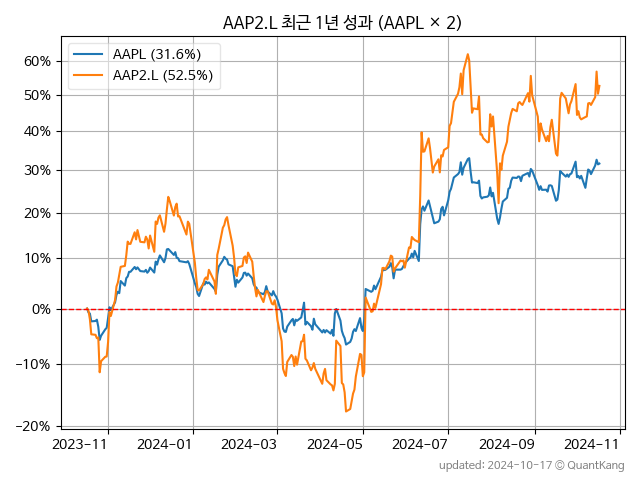 AAP2.L 최근 1년 성과 (AAPL × 2)
AAPL (31.6%)
AAP2.L (52.5%)
60%
50%
40%
30%
20%
10%
0%
−10%
−20%
2023-11 2024-01 2024-03 2024-05 2024-07 2024-09 2024-11
updated: 2024-10-17 © QuantKang